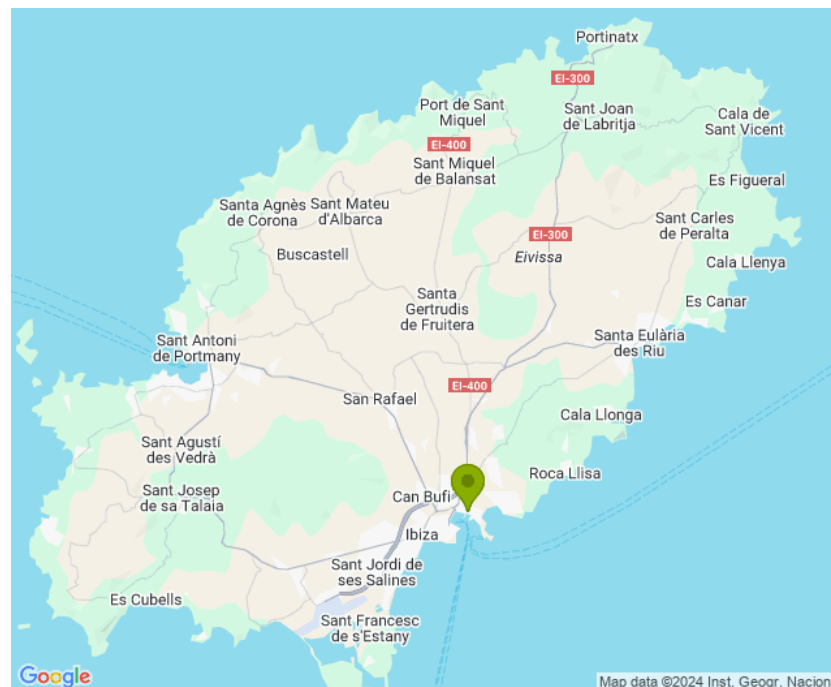 Portinatx
EI-300
Port de Sant
Miquel
Sant Joan
de Labritja
Cala de
Sant Vicent
EI-400
Sant Miquel
de Balansat
Es Figueral
Santa Agnès
de Corona
Sant Mateu
d'Albarca
Sant Carles
de Peralta
EI-300
Buscastell
Eivissa
Cala Llenya
Santa
Gertrudis
de Fruitera
Es Canar
Sant Antoni
de Portmany
Santa Eulària
des Riu
EI-400
San Rafael
Cala Llonga
Sant Agustí
des Vedrà
Roca Llisa
Sant Josep
de sa Talaia
Can Bufí
Ibiza
Sant Jordi de
ses Salines
Es Cubells
Sant Francesc
de s'Estany
Google
Map data ©2024 Inst. Geogr. Nacion